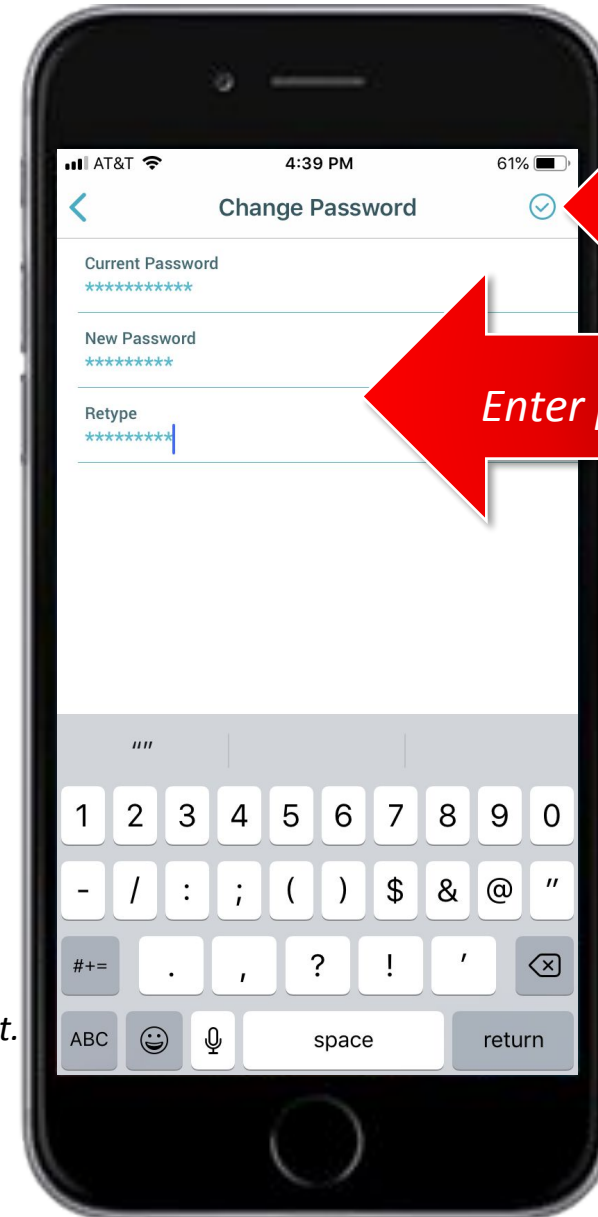 AT&T 4:39 PM 61%
Change Password
Current Password
***********
New Password
*********
Enter
Retype
*********
""
1 2 3 4 5 6 7 8 9 0
- / : ; ( ) $ & @ "
#+= . , ? ! '
t.
ABC space return